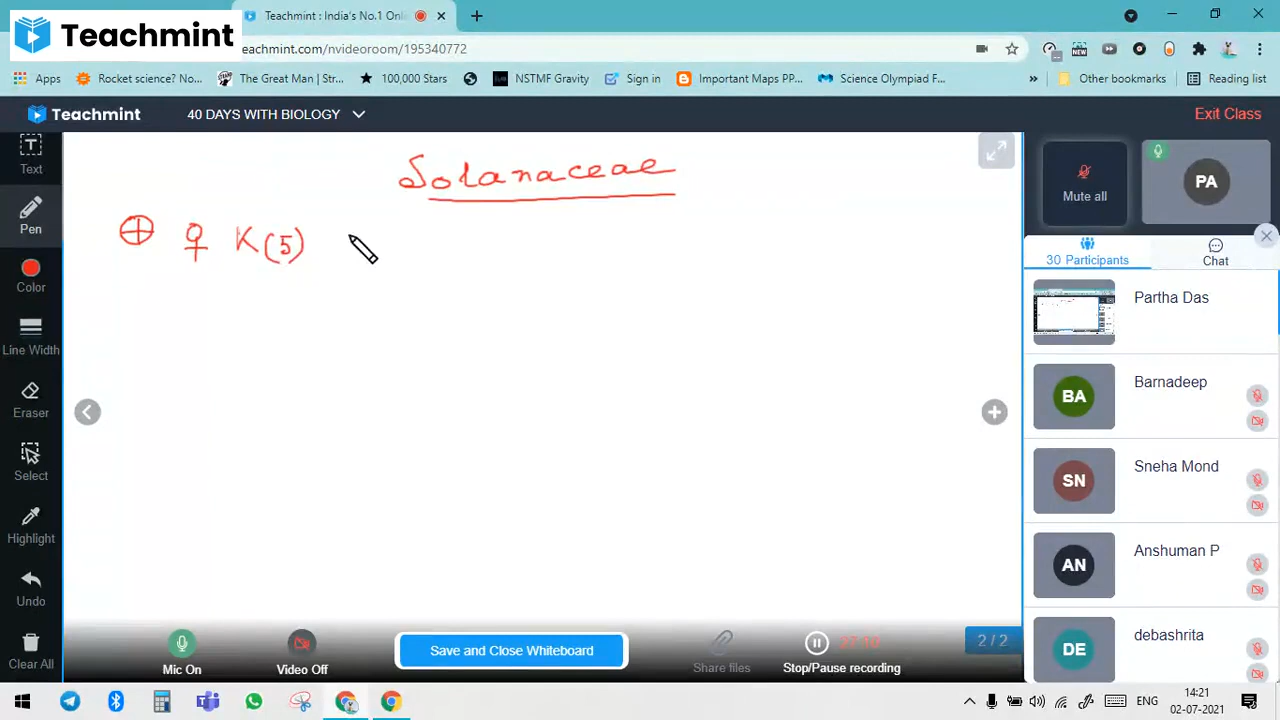 Teachmint : India's No.1 Onli
Teachmint
eachmint.com/nvideoroom/195340772
Apps Rocket science? No... The Great Man | Str... 100,000 Stars NSTMF Gravity Sign in Important Maps PP... Science Olympiad F... » Other bookmarks Reading list
Teachmint 40 DAYS WITH BIOLOGY Exit Class
Text
Pen
Color
Line Width
Eraser
Select
Highlight
Undo
Clear All
Solanaceae
⊕ ♀ K(5)
Mute all
PA
30 Participants Chat
Partha Das
BA Barnadeep
SN Sneha Mond
AN Anshuman P
DE debashrita
Mic On
Video Off
Save and Close Whiteboard
Share files
37:10
Stop/Pause recording
2 / 2
ENG
14:21
02-07-2021